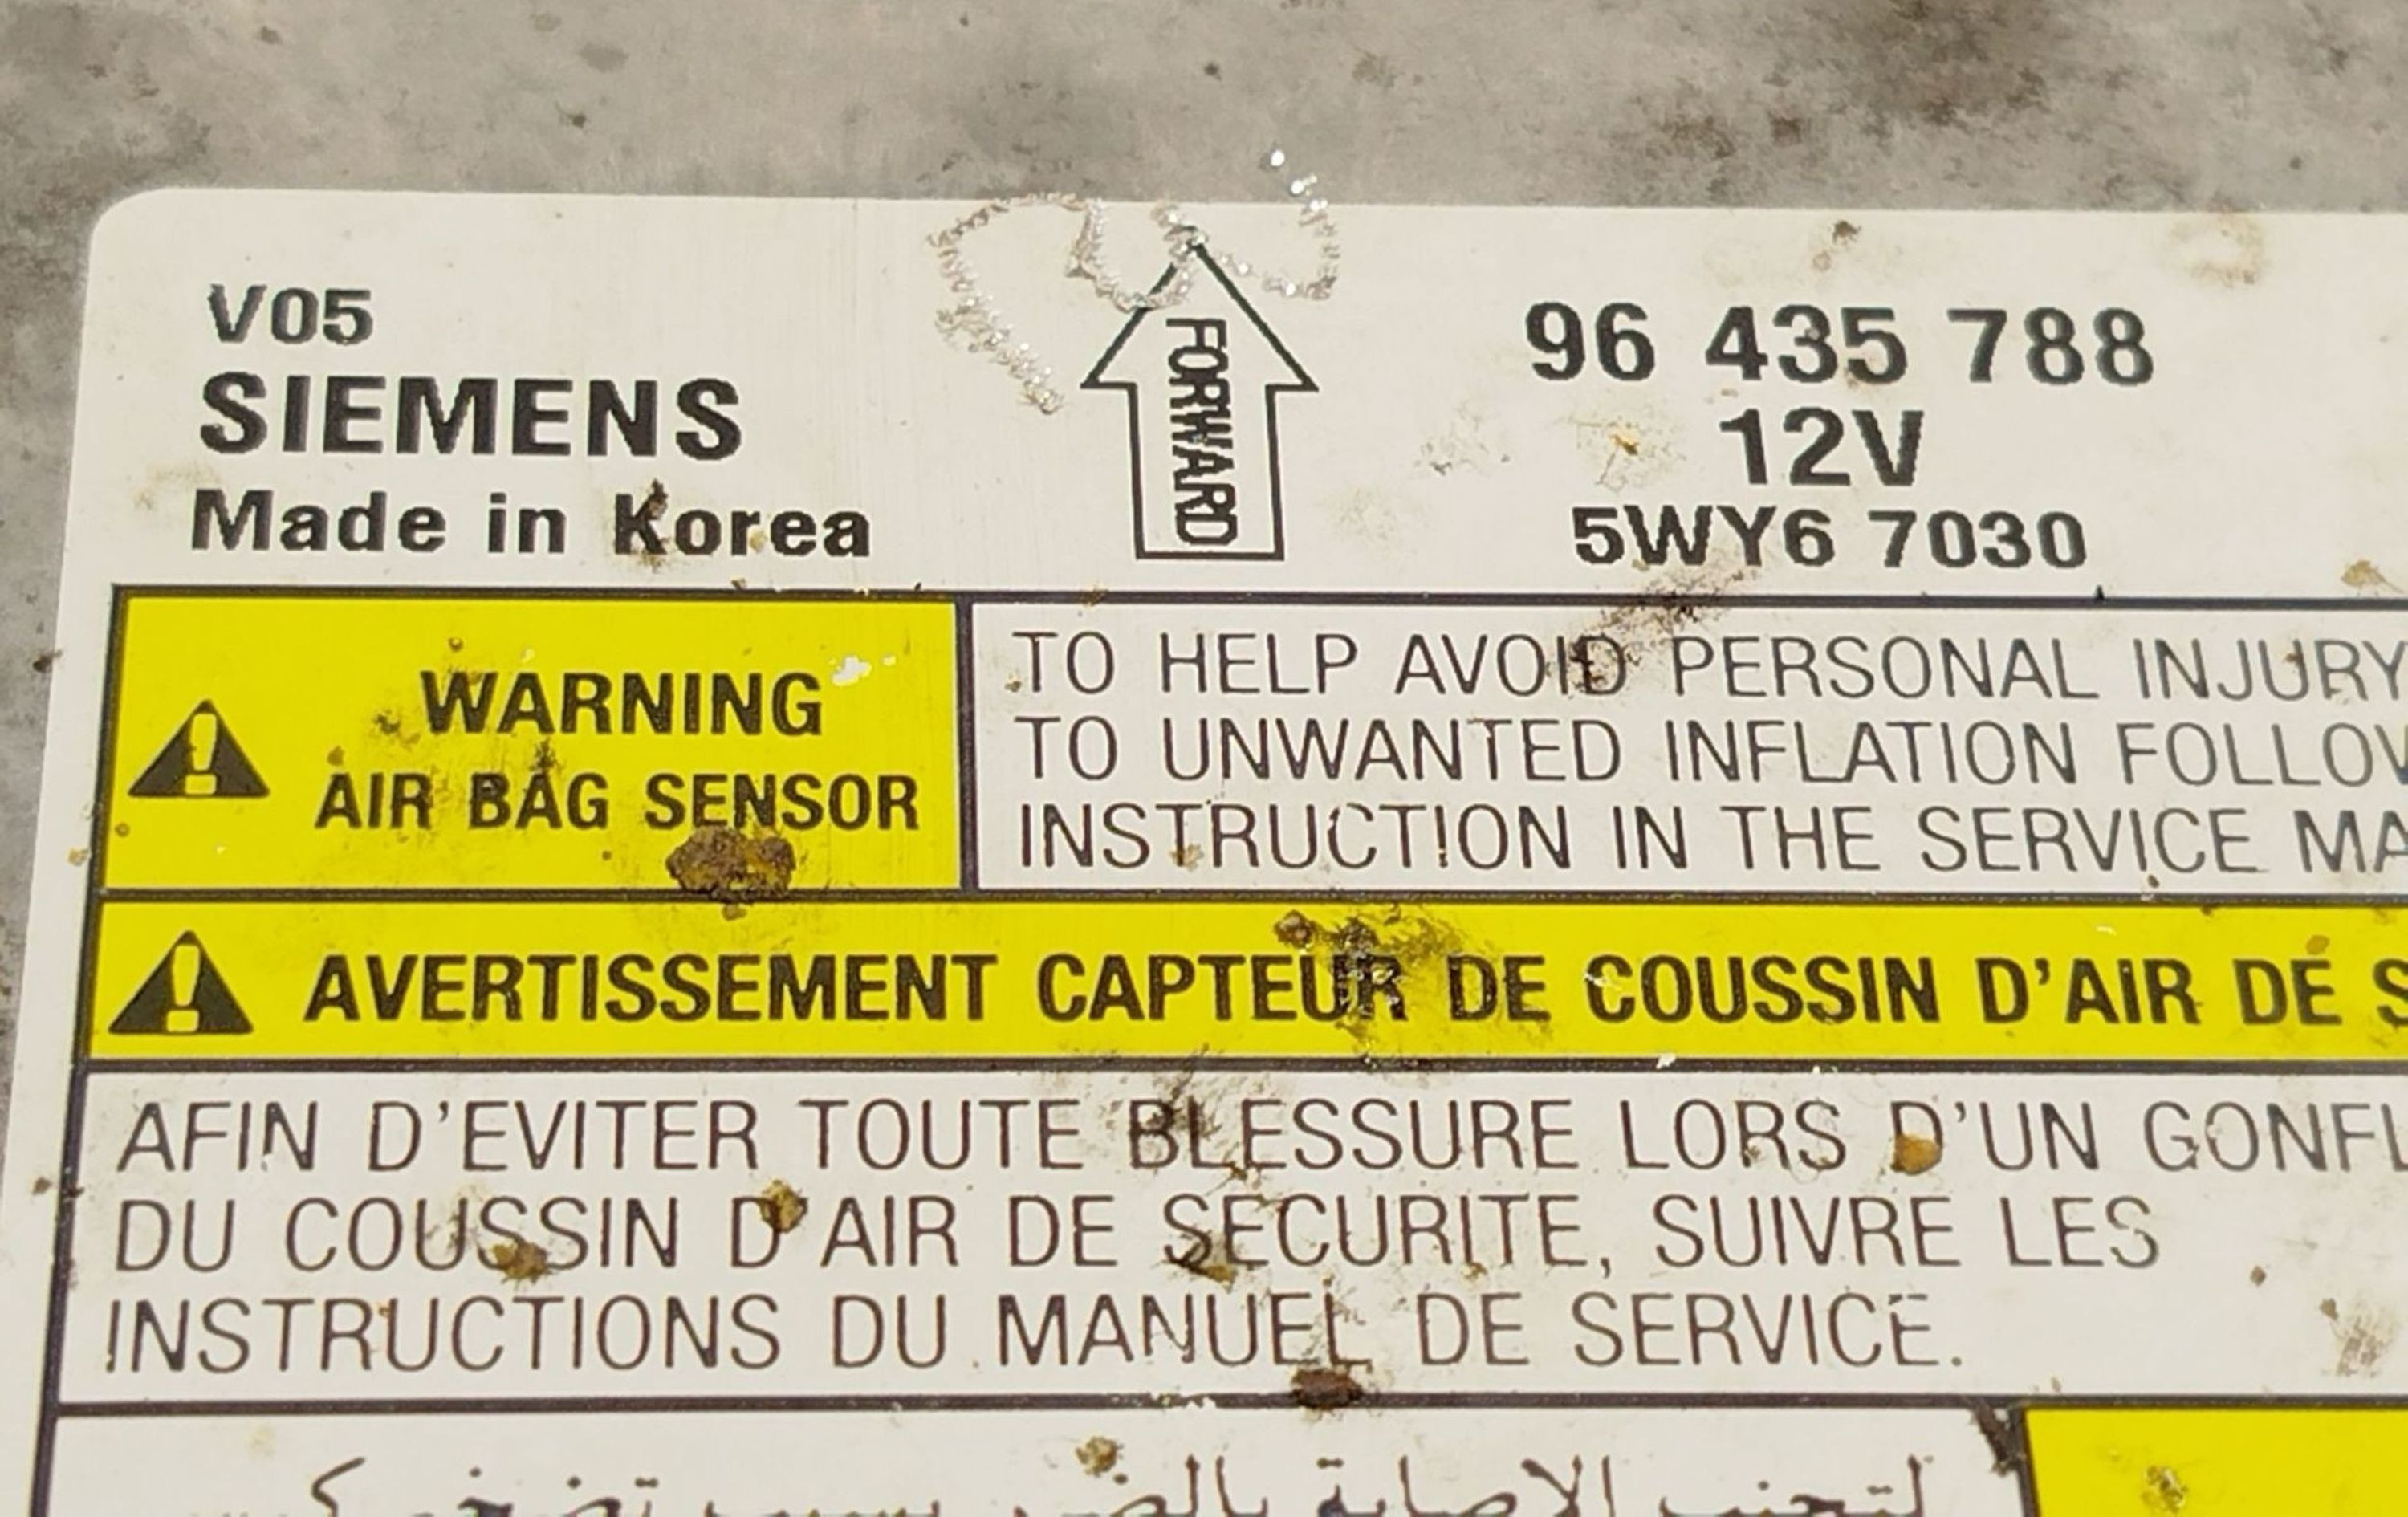 V05
SIEMENS
Made in Korea
FORWARD
96 435 788
12V
5WY6 7030
WARNING
AIR BAG SENSOR
TO HELP AVOID PERSONAL INJURY
TO UNWANTED INFLATION
INSTRUCTION IN THE SERVICE
AVERTISSEMENT CAPTEUR DE COUSSIN D'AIR DE
AFIN D'EVITER TOUTE BLESSURE LORS D'UN
DU COUSSIN D'AIR DE SECURITE, SUIVRE LES
INSTRUCTIONS DU MANUEL DE SERVICE.
لتجنب الإصابة